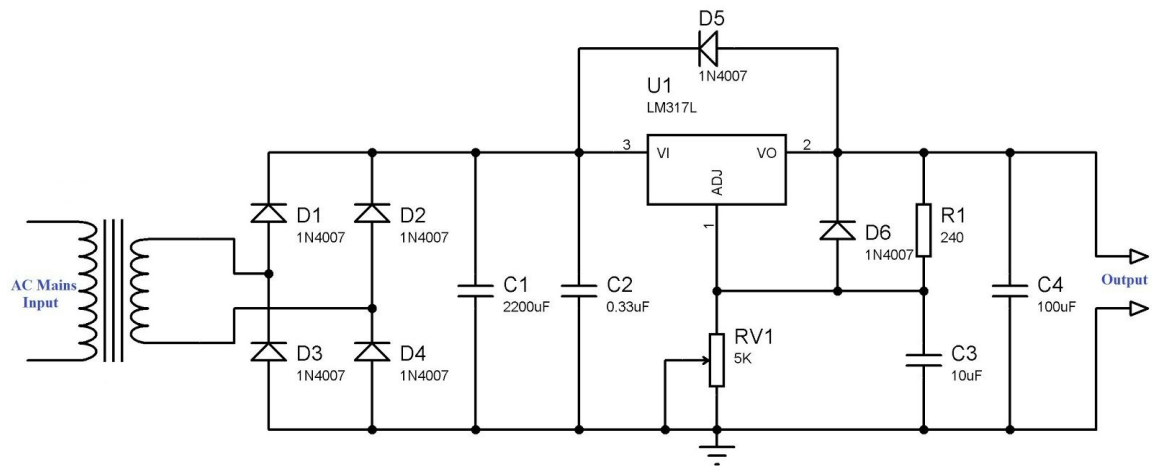 D5
1N4007
U1
LM317L
3
VI
VO
2
ADJ
1
D1
1N4007
D2
1N4007
D6
1N4007
R1
240
AC Mains
Input
C1
2200uF
C2
0.33uF
C4
100uF
Output
D3
1N4007
D4
1N4007
RV1
5K
C3
10uF